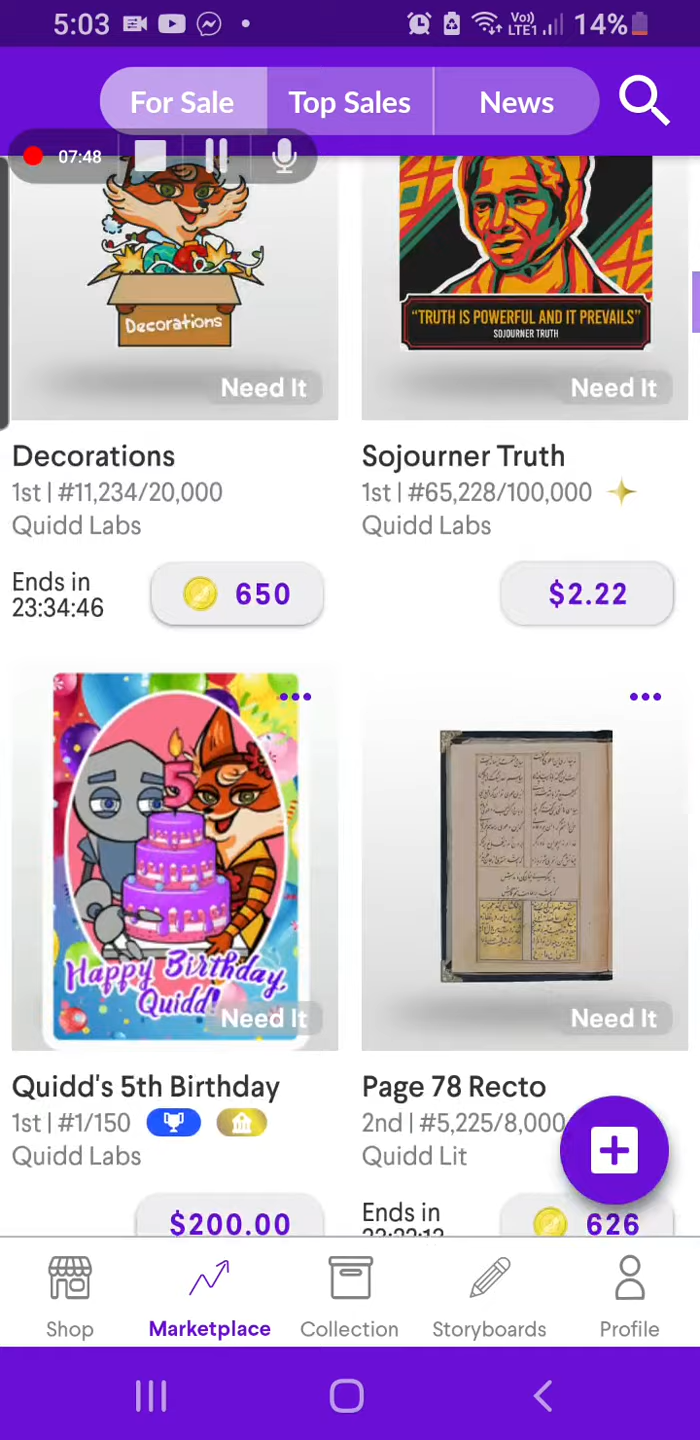 5:03
Vo)) LTE1
14%
For Sale
Top Sales
News
07:48
Decorations
"TRUTH IS POWERFUL AND IT PREVAILS"
SOJOURNER TRUTH
Need It
Need It
Decorations
1st | #11,234/20,000
Quidd Labs
Sojourner Truth
1st | #65,228/100,000
Quidd Labs
Ends in
23:34:46
650
$2.22
5
Happy Birthday,
Quidd!
Need It
Need It
Quidd's 5th Birthday
1st | #1/150
Quidd Labs
$200.00
Page 78 Recto
2nd | #5,225/8,000
Quidd Lit
Ends in
626
Shop
Marketplace
Collection
Storyboards
Profile